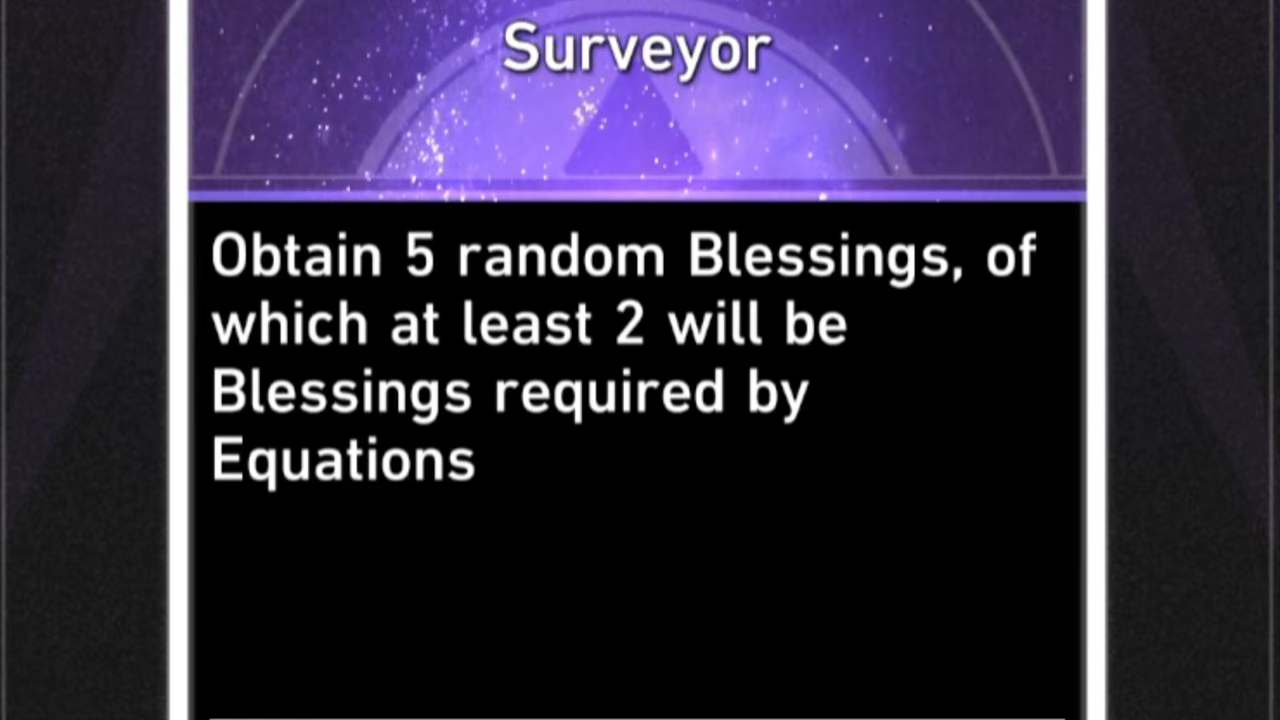 Surveyor
Obtain 5 random Blessings, of
which at least 2 will be
Blessings required by
Equations